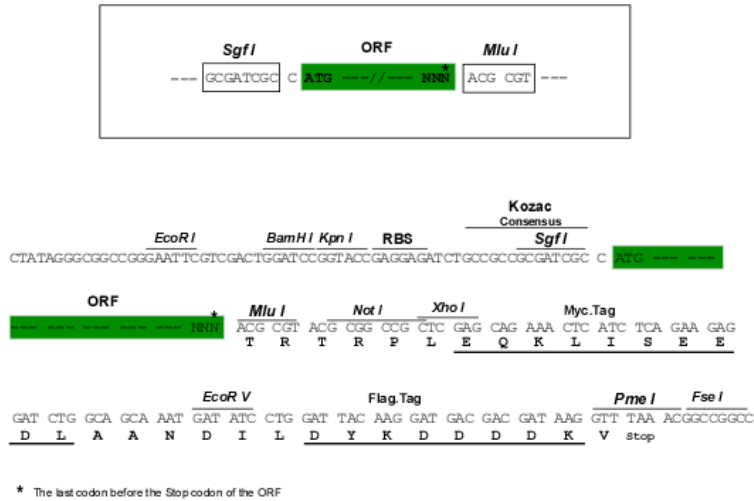 Sgf I ORF Mlu I
*
--- GCGATCGC C ATG ---//--- NNN ACG CGT ---
Kozac
Consensus
EcoR I BamH I Kpn I RBS Sgf I
CTATAGGGCGGCCGGGAATTCGTCGACTGGATCCGGTACCGAGGAGATCTGCCGCCGCGATCGC C ATG --- ---
ORF Mlu I Not I Xho I Myc.Tag
*
--- --- --- --- --- NNN ACG CGT ACG CGG CCG CTC GAG CAG AAA CTC ATC TCA GAA GAG
T R T R P L E Q K L I S E E
EcoR V Flag.Tag Pme I Fse I
GAT CTG GCA GCA AAT GAT ATC CTG GAT TAC AAG GAT GAC GAC GAT AAG GTT TAA ACGGCCGGCC
D L A A N D I L D Y K D D D D K V Stop
* The last codon before the Stop codon of the ORF